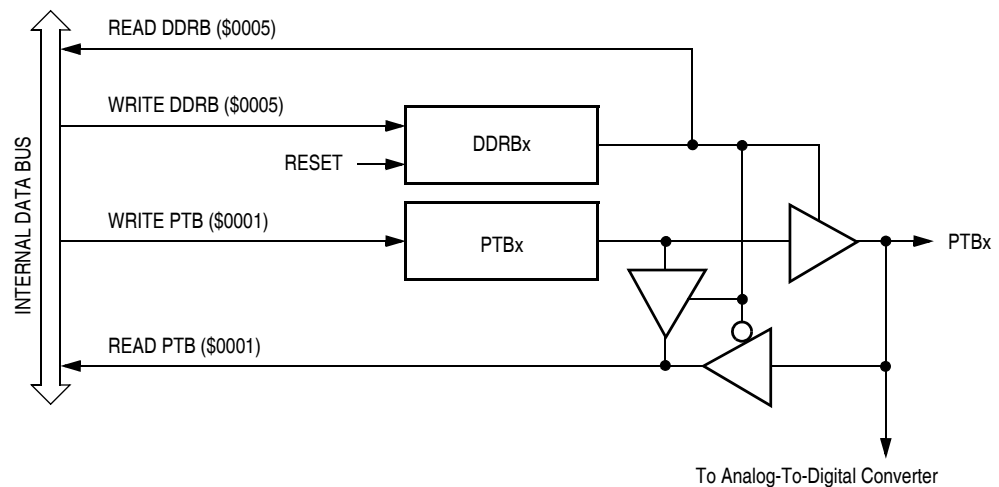 READ DDRB ($0005)
WRITE DDRB ($0005)
DDRBx
RESET
INTERNAL DATA BUS
WRITE PTB ($0001)
PTBx
PTBx
READ PTB ($0001)
To Analog-To-Digital Converter